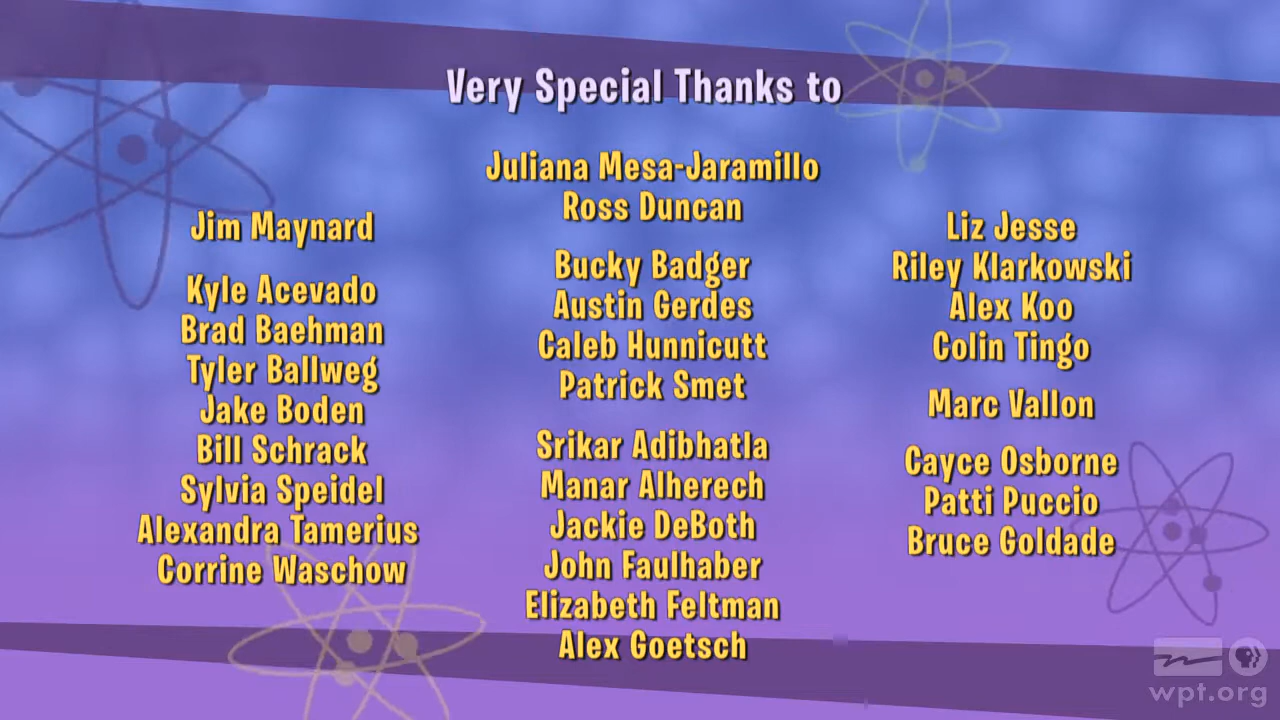 Very Special Thanks to
Jim Maynard
Kyle Acevado
Brad Baehman
Tyler Ballweg
Jake Boden
Bill Schrack
Sylvia Speidel
Alexandra Tamerius
Corrine Waschow
Juliana Mesa-Jaramillo
Ross Duncan
Bucky Badger
Austin Gerdes
Caleb Hunnicutt
Patrick Smet
Srikar Adibhatla
Manar Alherech
Jackie DeBoth
John Faulhaber
Elizabeth Feltman
Alex Goetsch
Liz Jesse
Riley Klarkowski
Alex Koo
Colin Tingo
Marc Vallon
Cayce Osborne
Patti Puccio
Bruce Goldade
wpt.org